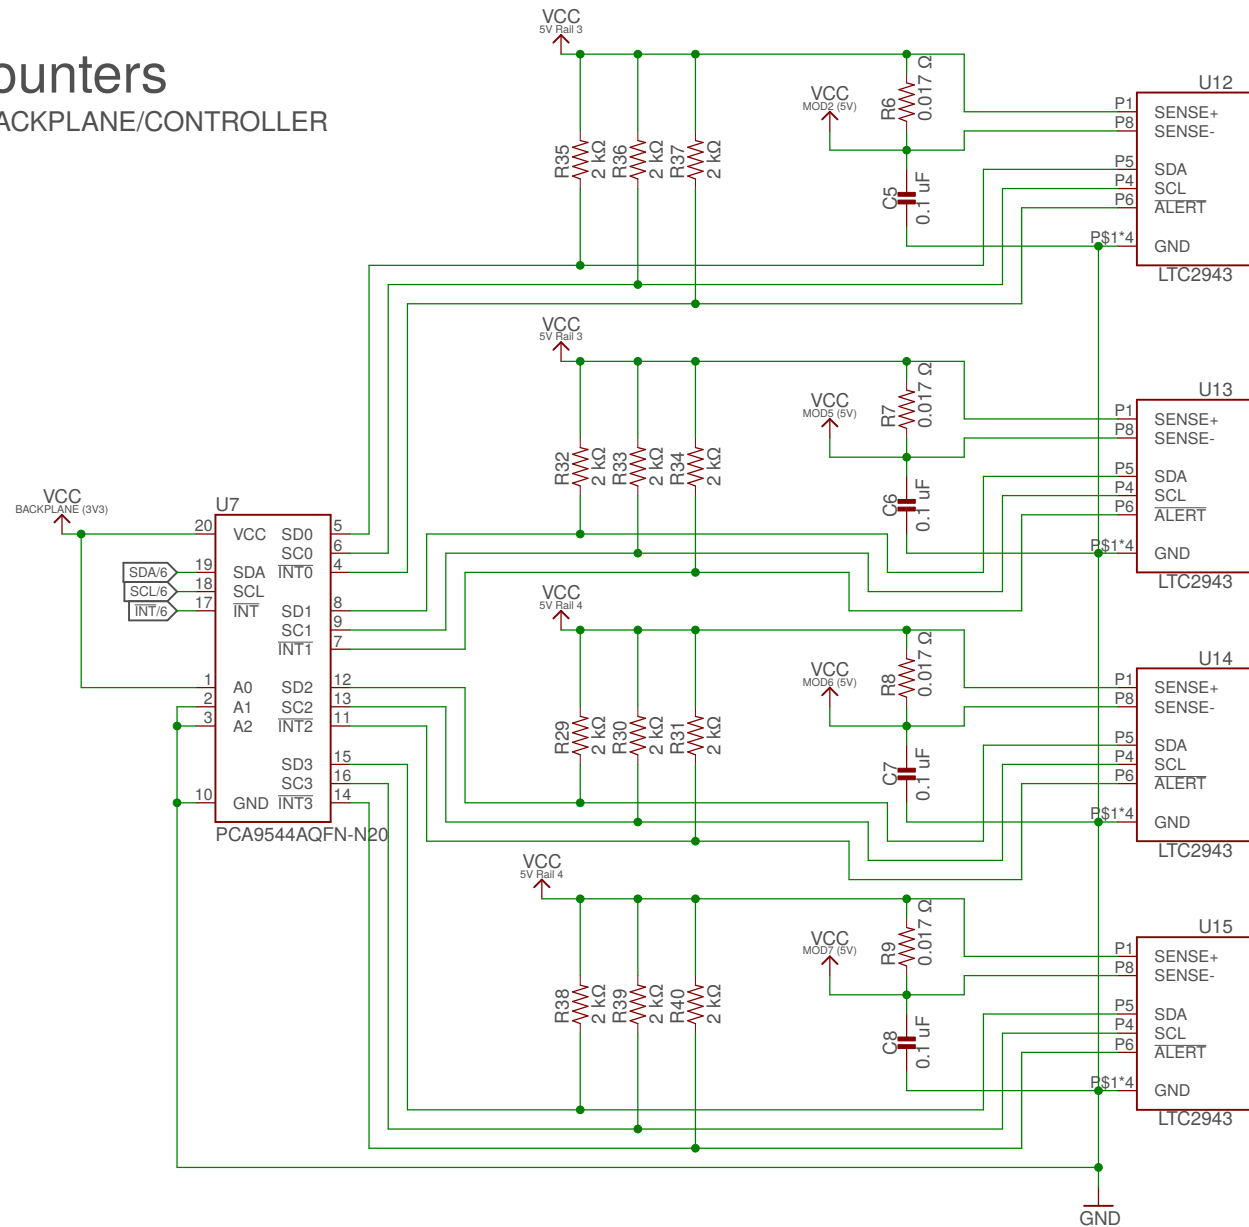 ounters
ACKPLANE/CONTROLLER
VCC
5V Rail 3
R35
2 kΩ
R36
2 kΩ
R37
2 kΩ
VCC
MOD2 (5V)
R6
0.017 Ω
C5
0.1 uF
U12
P1 SENSE+
P8 SENSE-
P5 SDA
P4 SCL
P6 ALERT
P$1*4 GND
LTC2943
VCC
5V Rail 3
R32
2 kΩ
R33
2 kΩ
R34
2 kΩ
VCC
MOD5 (5V)
R7
0.017 Ω
C6
0.1 uF
U13
P1 SENSE+
P8 SENSE-
P5 SDA
P4 SCL
P6 ALERT
P$1*4 GND
LTC2943
VCC
BACKPLANE (3V3)
SDA/6
SCL/6
INT/6
U7
20 VCC SD0 5
SC0 6
19 SDA INT0 4
18 SCL
17 INT SD1 8
SC1 9
INT1 7
1 A0 SD2 12
2 A1 SC2 13
3 A2 INT2 11
SD3 15
SC3 16
10 GND INT3 14
PCA9544AQFN-N20
VCC
5V Rail 4
R29
2 kΩ
R30
2 kΩ
R31
2 kΩ
VCC
MOD6 (5V)
R8
0.017 Ω
C7
0.1 uF
U14
P1 SENSE+
P8 SENSE-
P5 SDA
P4 SCL
P6 ALERT
P$1*4 GND
LTC2943
VCC
5V Rail 4
R38
2 kΩ
R39
2 kΩ
R40
2 kΩ
VCC
MOD7 (5V)
R9
0.017 Ω
C8
0.1 uF
U15
P1 SENSE+
P8 SENSE-
P5 SDA
P4 SCL
P6 ALERT
P$1*4 GND
LTC2943
GND